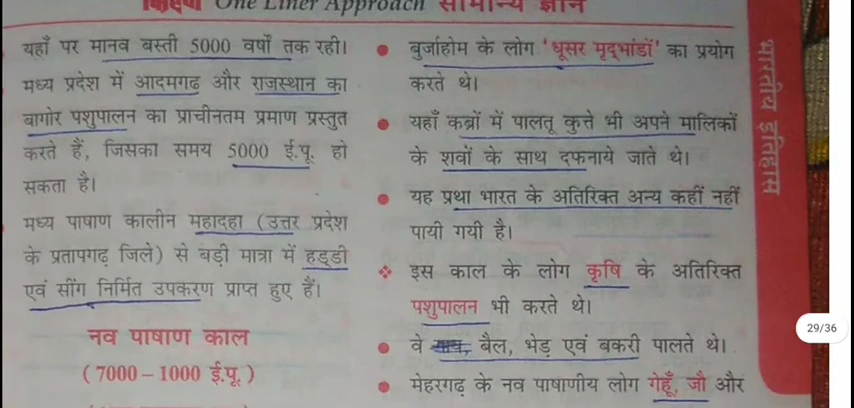 One Liner Approach सामान्य ज्ञान
यहाँ पर मानव बस्ती 5000 वर्षों तक रही।
मध्य प्रदेश में आदमगढ़ और राजस्थान का
बागोर पशुपालन का प्राचीनतम प्रमाण प्रस्तुत
करते हैं, जिसका समय 5000 ई.पू. हो
सकता है।
मध्य पाषाण कालीन महादहा (उत्तर प्रदेश
के प्रतापगढ़ जिले) से बड़ी मात्रा में हड्डी
एवं सींग निर्मित उपकरण प्राप्त हुए हैं।
नव पाषाण काल
( 7000 – 1000 ई.पू. )
● बुर्जाहोम के लोग 'धूसर मृद्भांडों' का प्रयोग
करते थे।
● यहाँ कब्रों में पालतू कुत्ते भी अपने मालिकों
के शवों के साथ दफनाये जाते थे।
● यह प्रथा भारत के अतिरिक्त अन्य कहीं नहीं
पायी गयी है।
❖ इस काल के लोग कृषि के अतिरिक्त
पशुपालन भी करते थे।
● वे गाय, बैल, भेड़ एवं बकरी पालते थे।
● मेहरगढ़ के नव पाषाणीय लोग गेहूँ, जौ और
भारतीय इतिहास
29/36